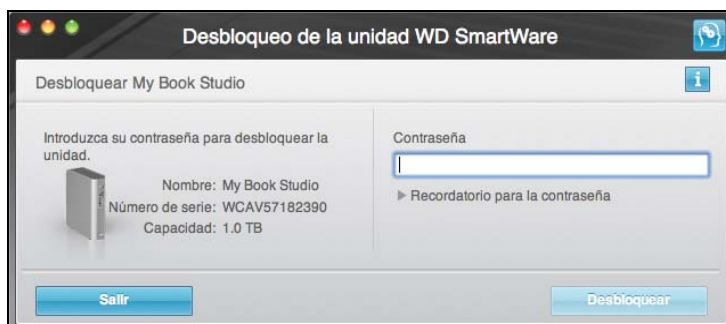 Desbloqueo de la unidad WD SmartWare
Desbloquear My Book Studio
i
Introduzca su contraseña para desbloquear la
unidad.
Nombre: My Book Studio
Número de serie: WCAV57182390
Capacidad: 1.0 TB
Contraseña
Recordatorio para la contraseña
Salir
Desbloquear